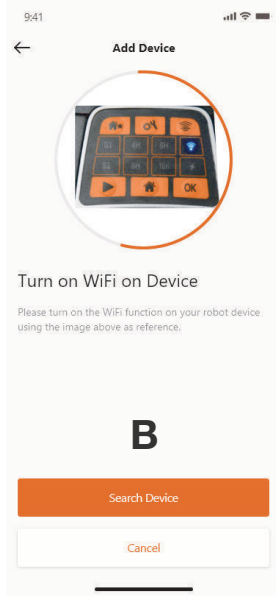 9:41
Add Device
OK
Turn on WiFi on Device
Please turn on the WiFi function on your robot device
using the image above as reference.
B
Search Device
Cancel